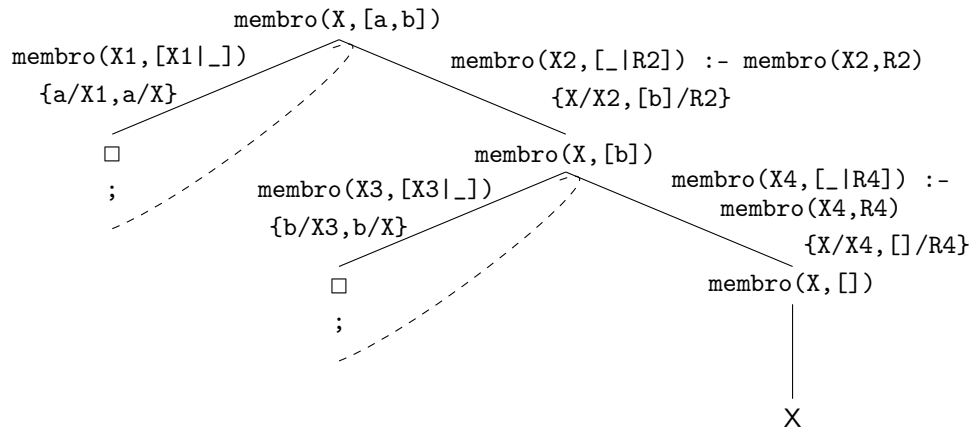 membro(X,[a,b])
membro(X1,[X1|_])
{a/X1,a/X}
membro(X2,[_|R2]) :- membro(X2,R2)
{X/X2,[b]/R2}
□
;
membro(X,[b])
membro(X3,[X3|_])
{b/X3,b/X}
membro(X4,[_|R4]) :-
membro(X4,R4)
{X/X4,[]/R4}
□
;
membro(X,[])
X